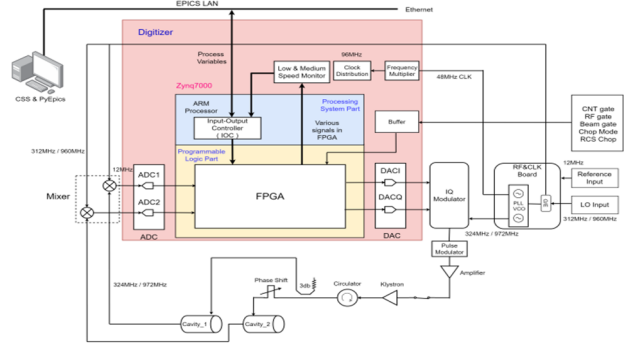 EPICS LAN
Ethernet
Digitizer
CSS & PyEpics
Process
Variables
Low & Medium
Speed Monitor
96MHz
Clock
Distribution
Frequency
Multiplier
48MHz CLK
Zynq7000
ARM
Processor
Processing
System Part
Input-Output
Controller
( IOC )
Various
signals in
FPGA
Buffer
CNT gate
RF gate
Beam gate
Chop Mode
RCS Chop
Programmable
Logic Part
312MHz / 960MHz
12MHz
Mixer
ADC1
ADC2
ADC
FPGA
DACI
DACQ
DAC
IQ
Modulator
RF&CLK
Board
PLL
VCO
12MHz
Reference
Input
LO Input
312MHz / 960MHz
324MHz / 972MHz
Pulse
Modulator
Amplifier
324MHz / 972MHz
Phase Shift
3db
Circulator
Klystron
Cavity_1
Cavity_2